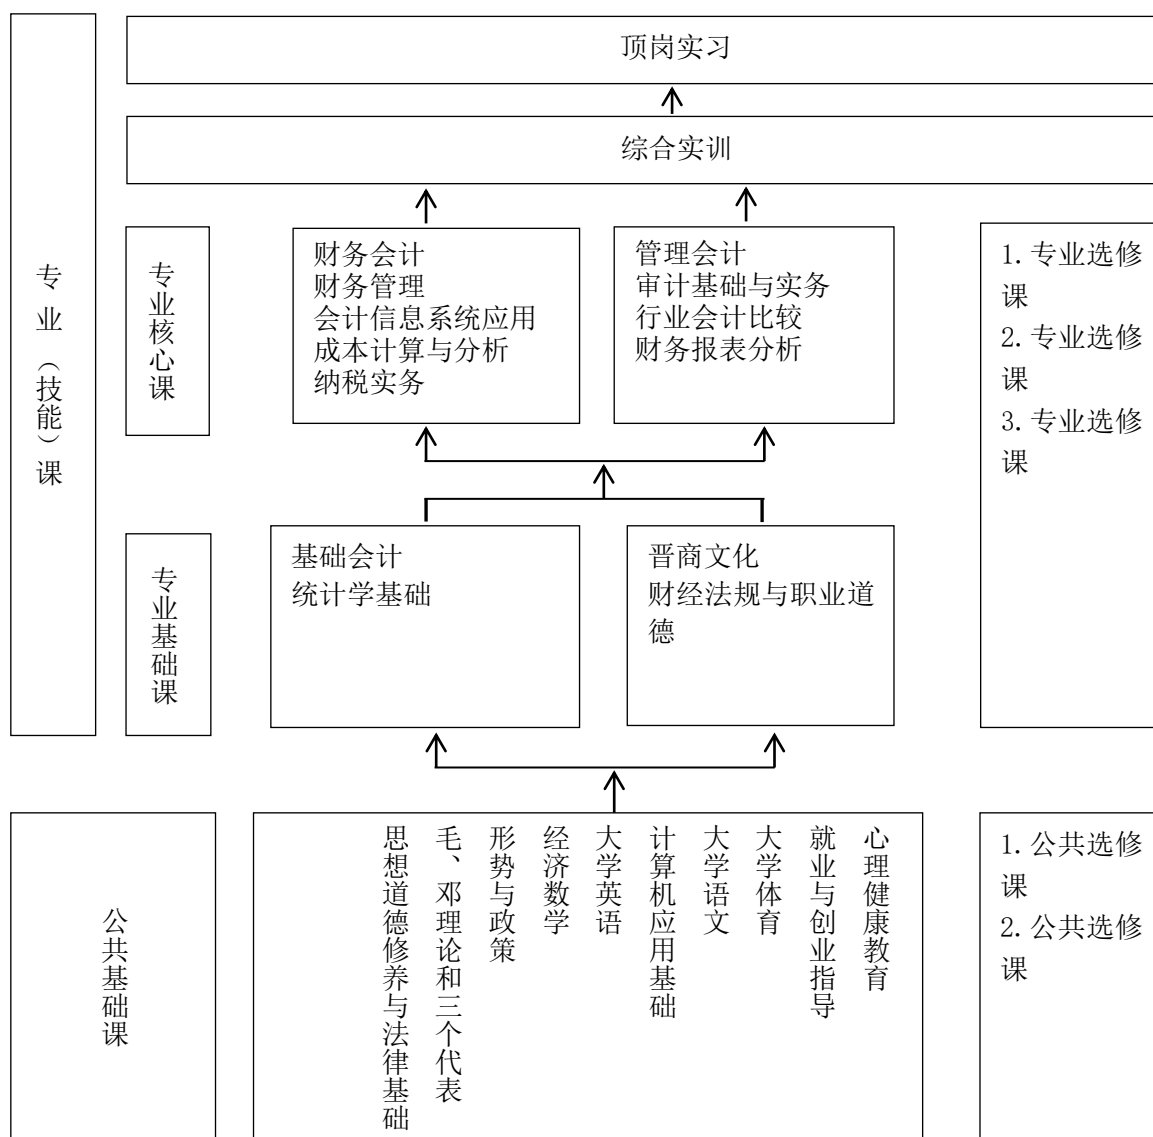 顶岗实习
综合实训
专业（技能）课
专业核心课
财务会计
财务管理
会计信息系统应用
成本计算与分析
纳税实务
管理会计
审计基础与实务
行业会计比较
财务报表分析
1.专业选修
课
2.专业选修
课
3.专业选修
课
专业基础课
基础会计
统计学基础
晋商文化
财经法规与职业道
德
公共基础课
思想道德修养与法律基础
毛、邓理论和三个代表
形势与政策
经济数学
大学英语
计算机应用基础
大学语文
大学体育
就业与创业指导
心理健康教育
1.公共选修
课
2.公共选修
课